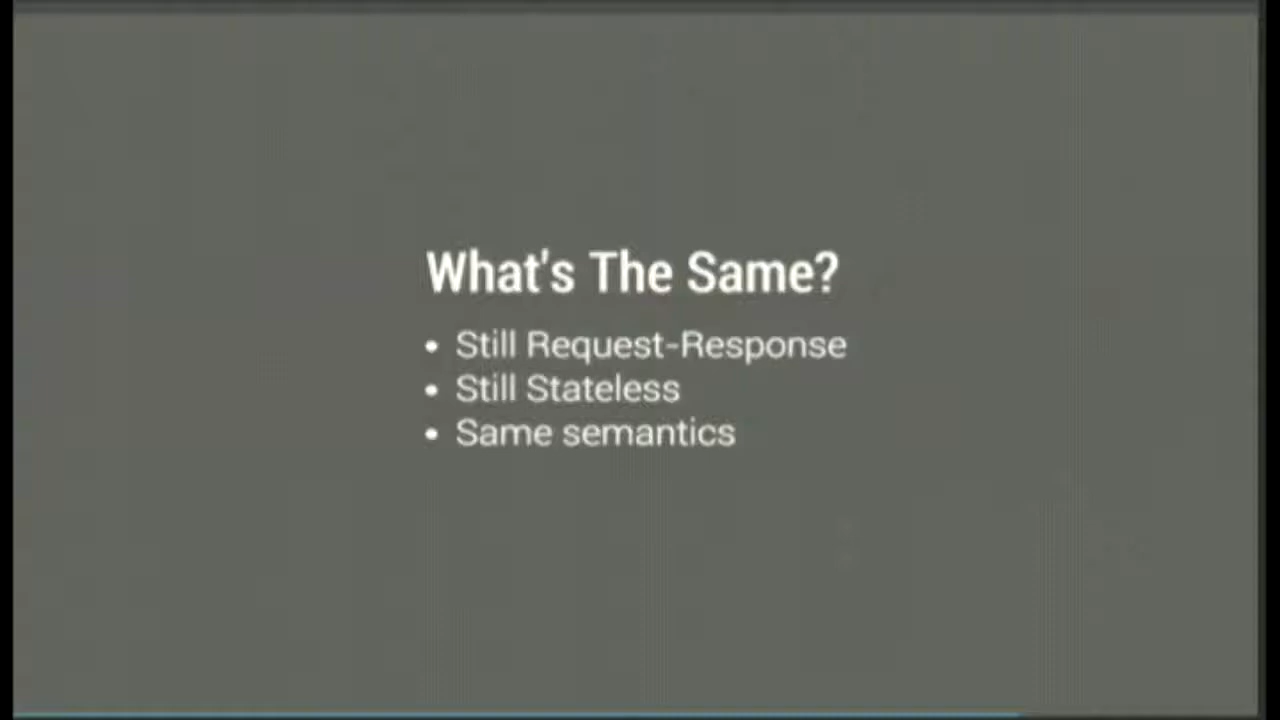 What's The Same?
• Still Request-Response
• Still Stateless
• Same semantics